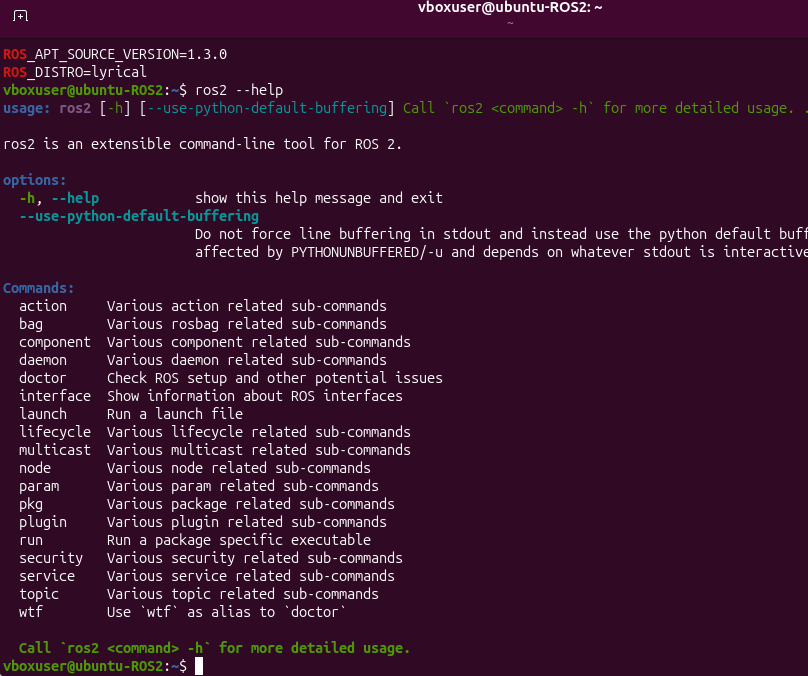 vboxuser@ubuntu-ROS2: ~
~
ROS_APT_SOURCE_VERSION=1.3.0
ROS_DISTRO=lyrical
vboxuser@ubuntu-ROS2:~$ ros2 --help
usage: ros2 [-h] [--use-python-default-buffering] Call `ros2 <command> -h` for more detailed usage. .
ros2 is an extensible command-line tool for ROS 2.
options:
-h, --help show this help message and exit
--use-python-default-buffering
Do not force line buffering in stdout and instead use the python default buff
affected by PYTHONUNBUFFERED/-u and depends on whatever stdout is interactive
Commands:
action Various action related sub-commands
bag Various rosbag related sub-commands
component Various component related sub-commands
daemon Various daemon related sub-commands
doctor Check ROS setup and other potential issues
interface Show information about ROS interfaces
launch Run a launch file
lifecycle Various lifecycle related sub-commands
multicast Various multicast related sub-commands
node Various node related sub-commands
param Various param related sub-commands
pkg Various package related sub-commands
plugin Various plugin related sub-commands
run Run a package specific executable
security Various security related sub-commands
service Various service related sub-commands
topic Various topic related sub-commands
wtf Use `wtf` as alias to `doctor`
Call `ros2 <command> -h` for more detailed usage.
vboxuser@ubuntu-ROS2:~$